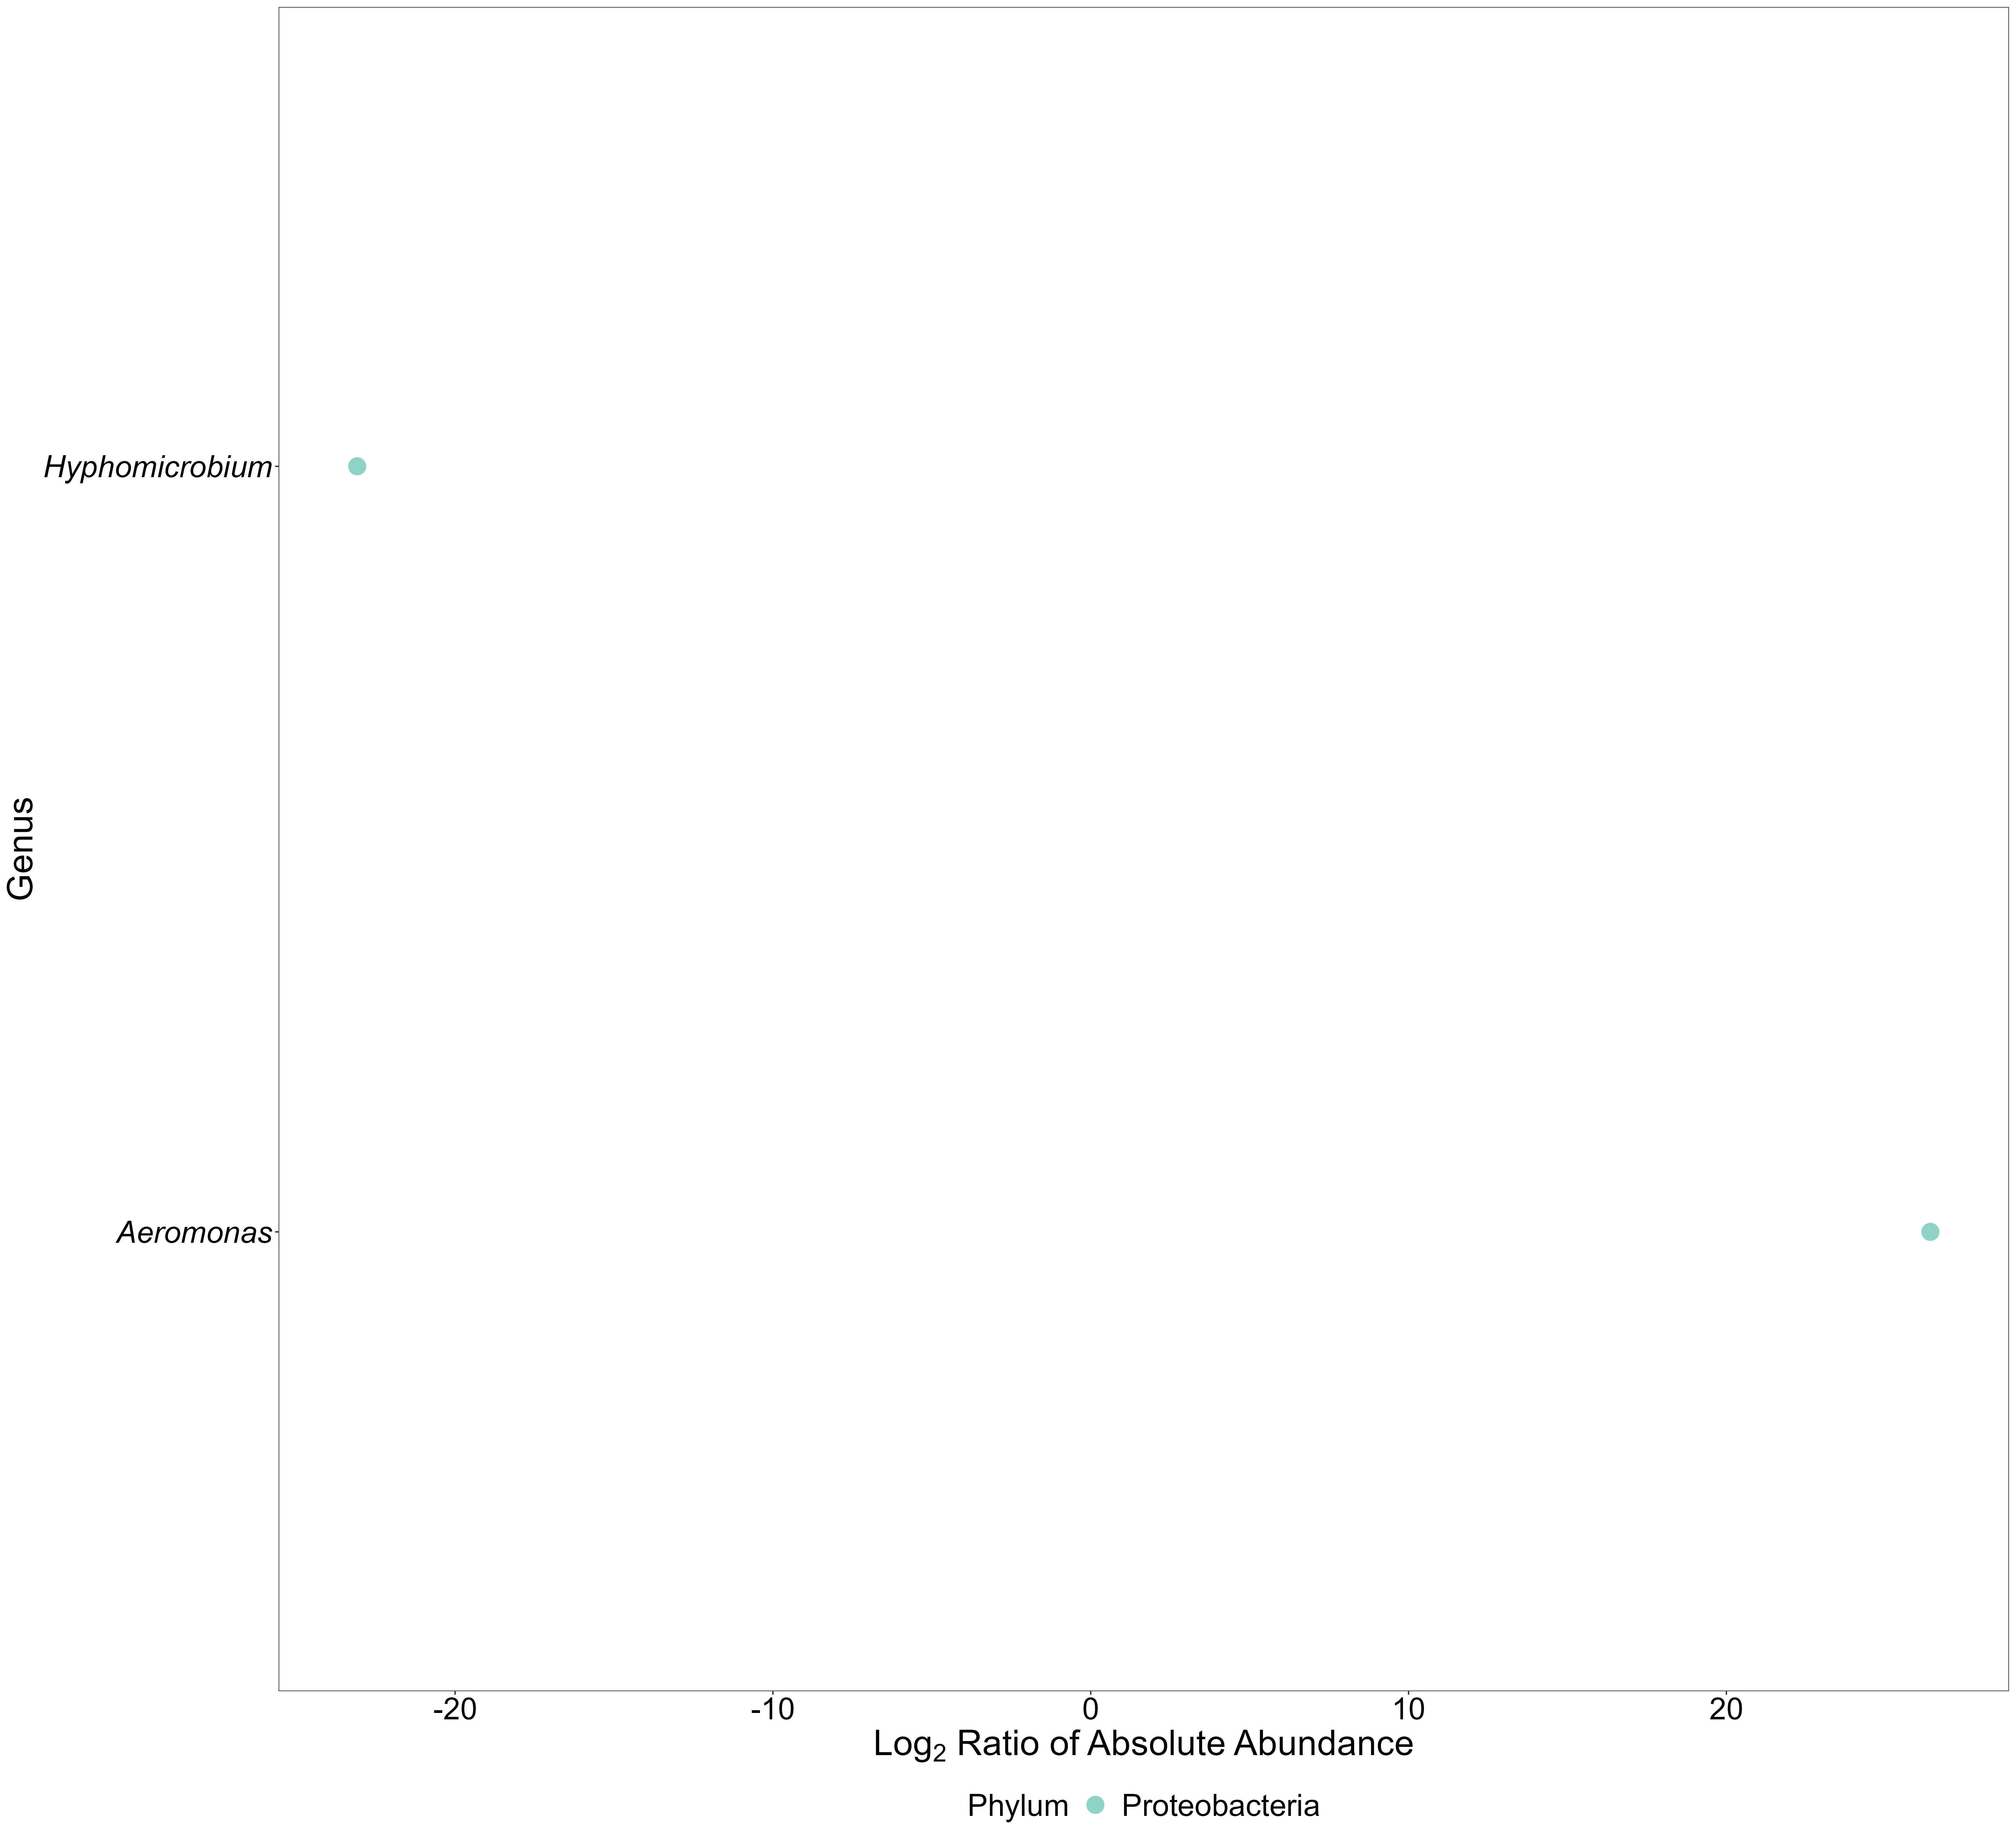 Genus
Hyphomicrobium
Aeromonas
-20 -10 0 10 20
Log₂ Ratio of Absolute Abundance
Phylum Proteobacteria